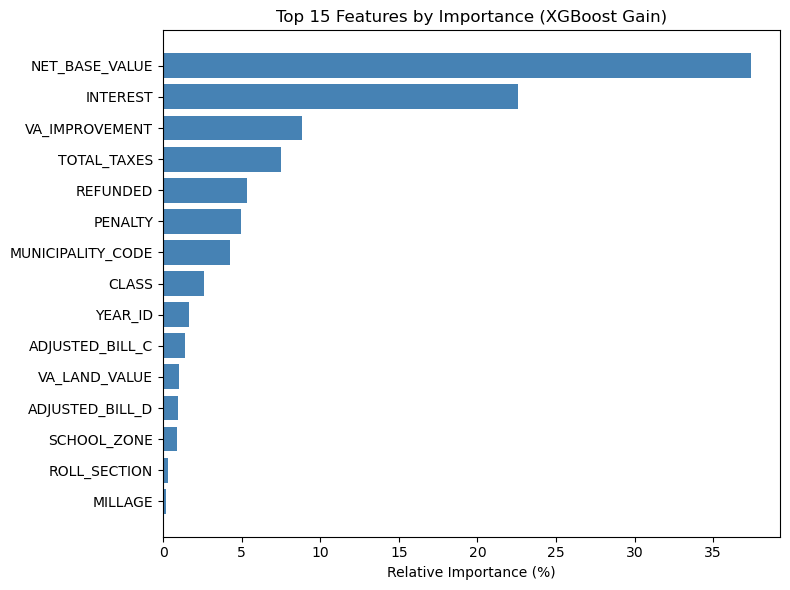 Top 15 Features by Importance (XGBoost Gain)
NET_BASE_VALUE
INTEREST
VA_IMPROVEMENT
TOTAL_TAXES
REFUNDED
PENALTY
MUNICIPALITY_CODE
CLASS
YEAR_ID
ADJUSTED_BILL_C
VA_LAND_VALUE
ADJUSTED_BILL_D
SCHOOL_ZONE
ROLL_SECTION
MILLAGE
0 5 10 15 20 25 30 35
Relative Importance (%)